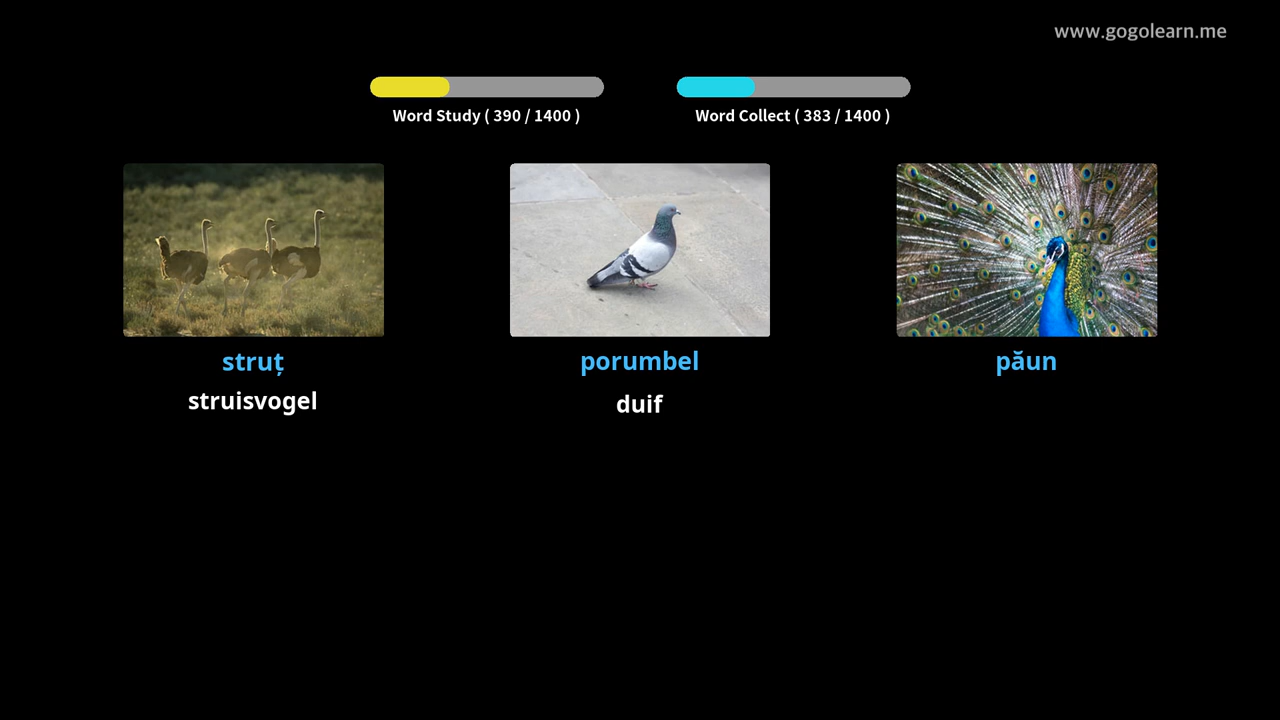 www.gogolearn.me
Word Study ( 390 / 1400 )
Word Collect ( 383 / 1400 )
struț
porumbel
păun
struisvogel
duif